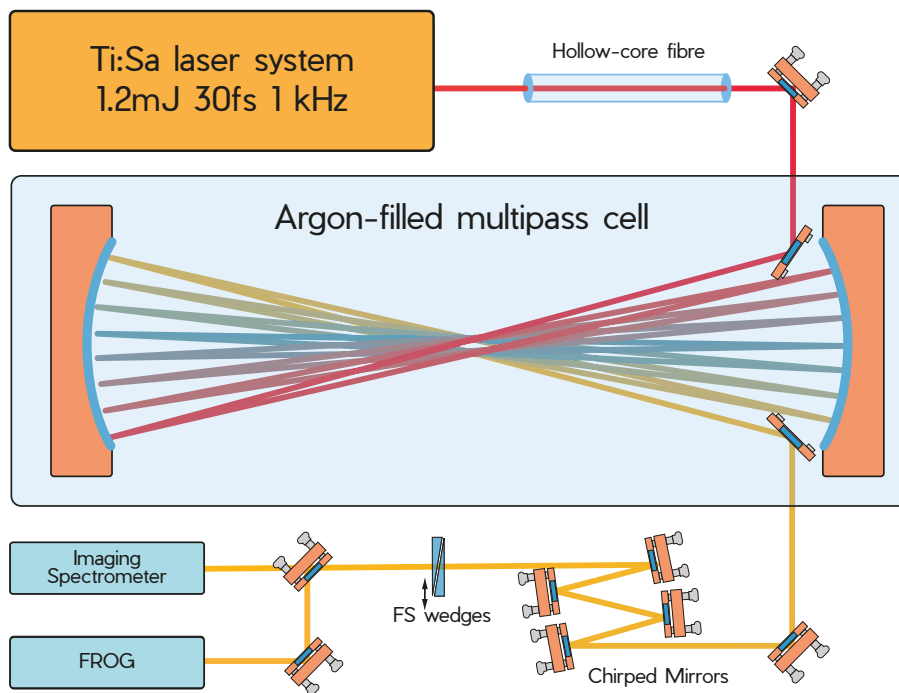 Ti:Sa laser system
1.2mJ 30fs 1 kHz
Hollow-core fibre
Argon-filled multipass cell
Imaging
Spectrometer
FS wedges
FROG
Chirped Mirrors